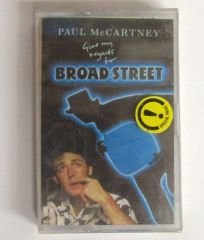 PAUL McCARTNEY
Give my
regards to
BROAD STREET